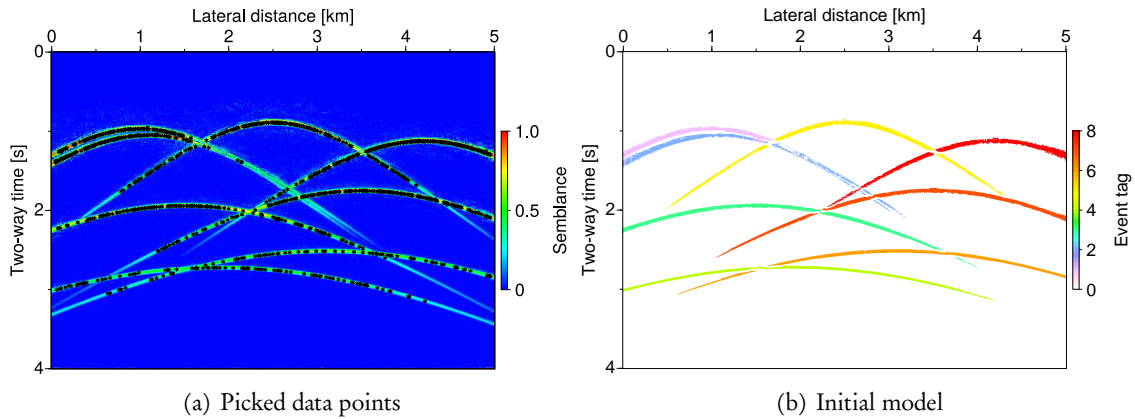 Lateral distance [km]
0 1 2 3 4 5
0
2
4
Two-way time [s]
1.0
0.5
0
Semblance
(a) Picked data points
Lateral distance [km]
0 1 2 3 4 5
0
2
4
Two-way time [s]
8
6
4
2
0
Event tag
(b) Initial model